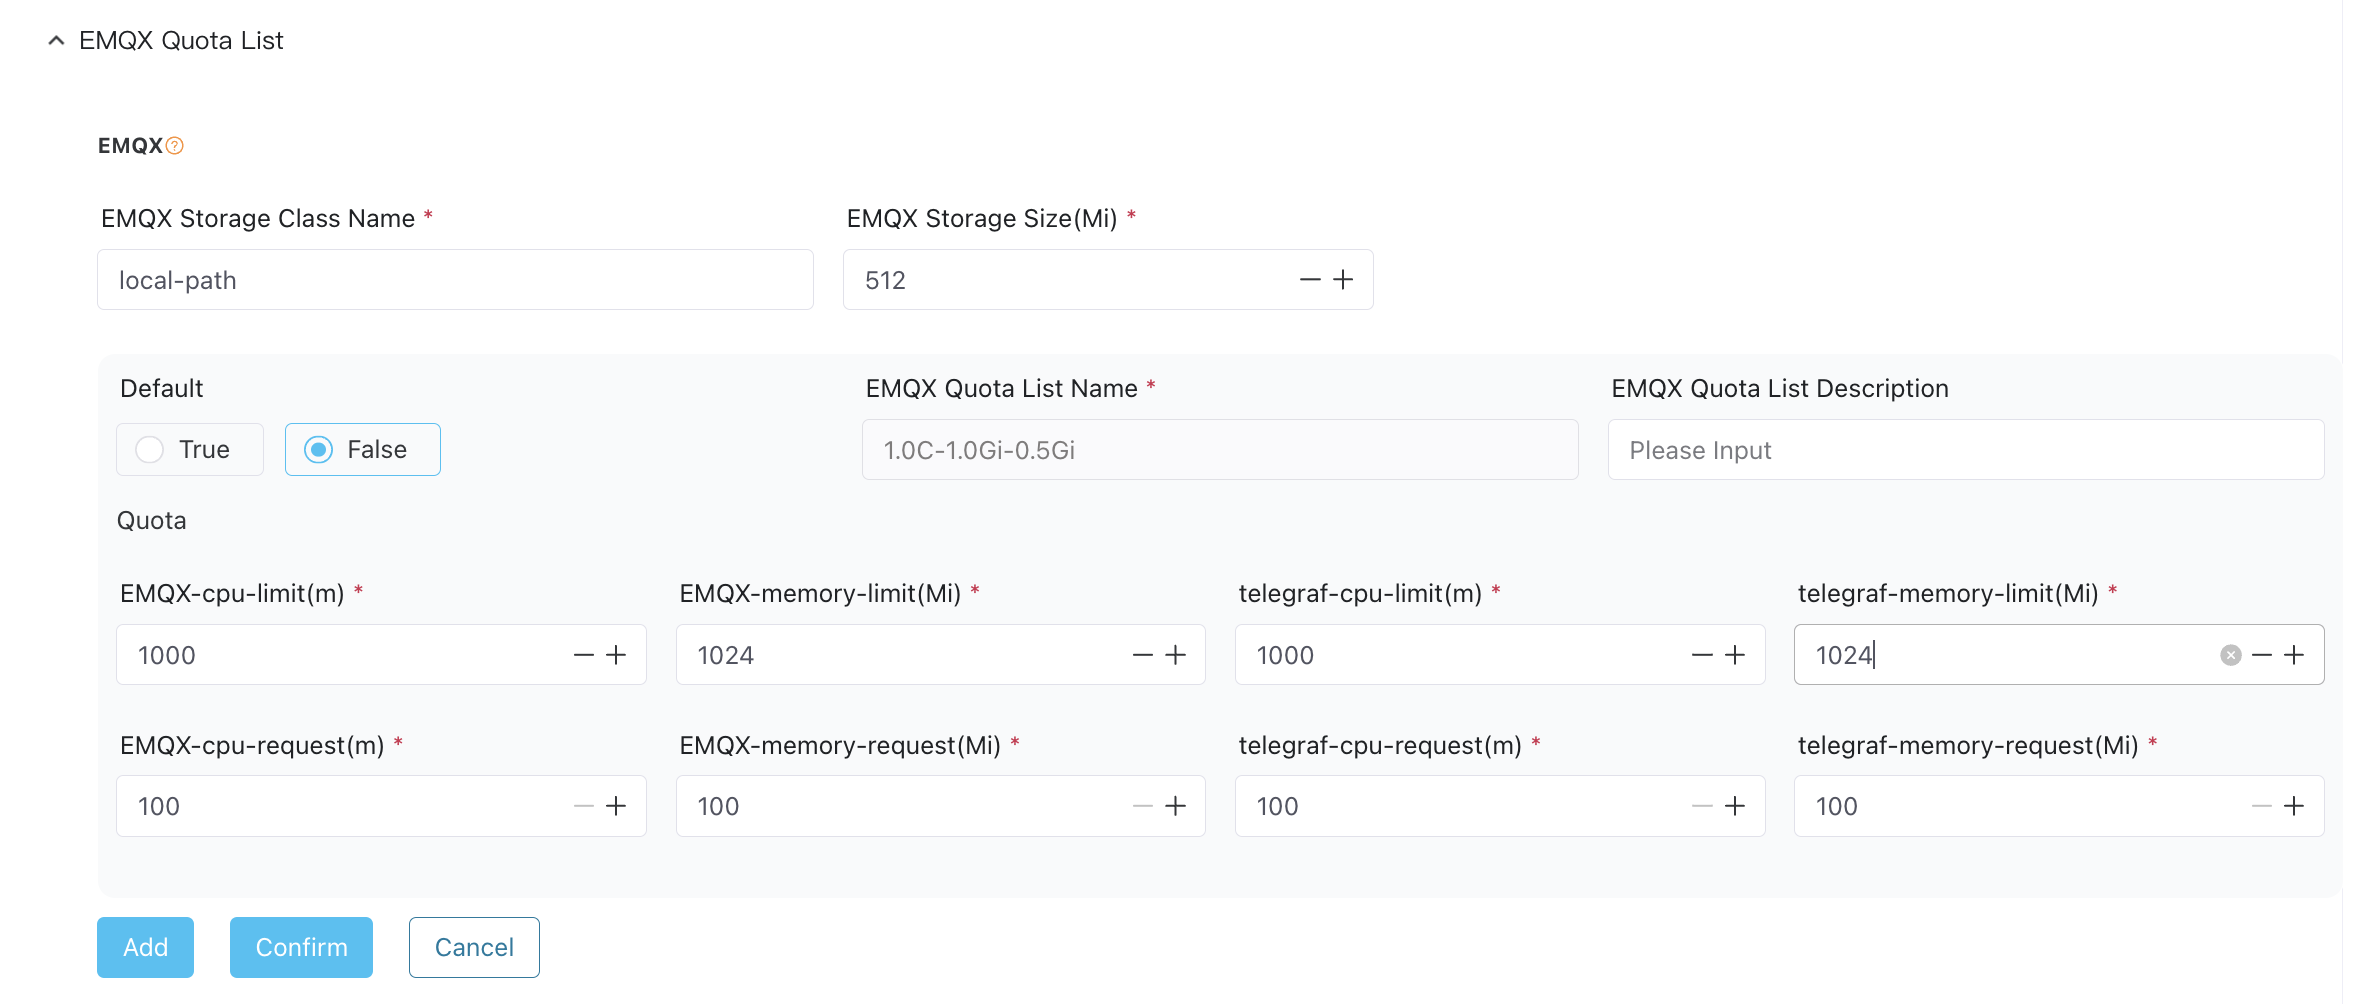 EMQX Quota List
EMQX
EMQX Storage Class Name *
EMQX Storage Size(Mi) *
local-path
512
Default
EMQX Quota List Name *
EMQX Quota List Description
True
False
1.0C-1.0Gi-0.5Gi
Please Input
Quota
EMQX-cpu-limit(m) *
EMQX-memory-limit(Mi) *
telegraf-cpu-limit(m) *
telegraf-memory-limit(Mi) *
1000
1024
1000
1024
EMQX-cpu-request(m) *
EMQX-memory-request(Mi) *
telegraf-cpu-request(m) *
telegraf-memory-request(Mi) *
100
100
100
100
Add
Confirm
Cancel